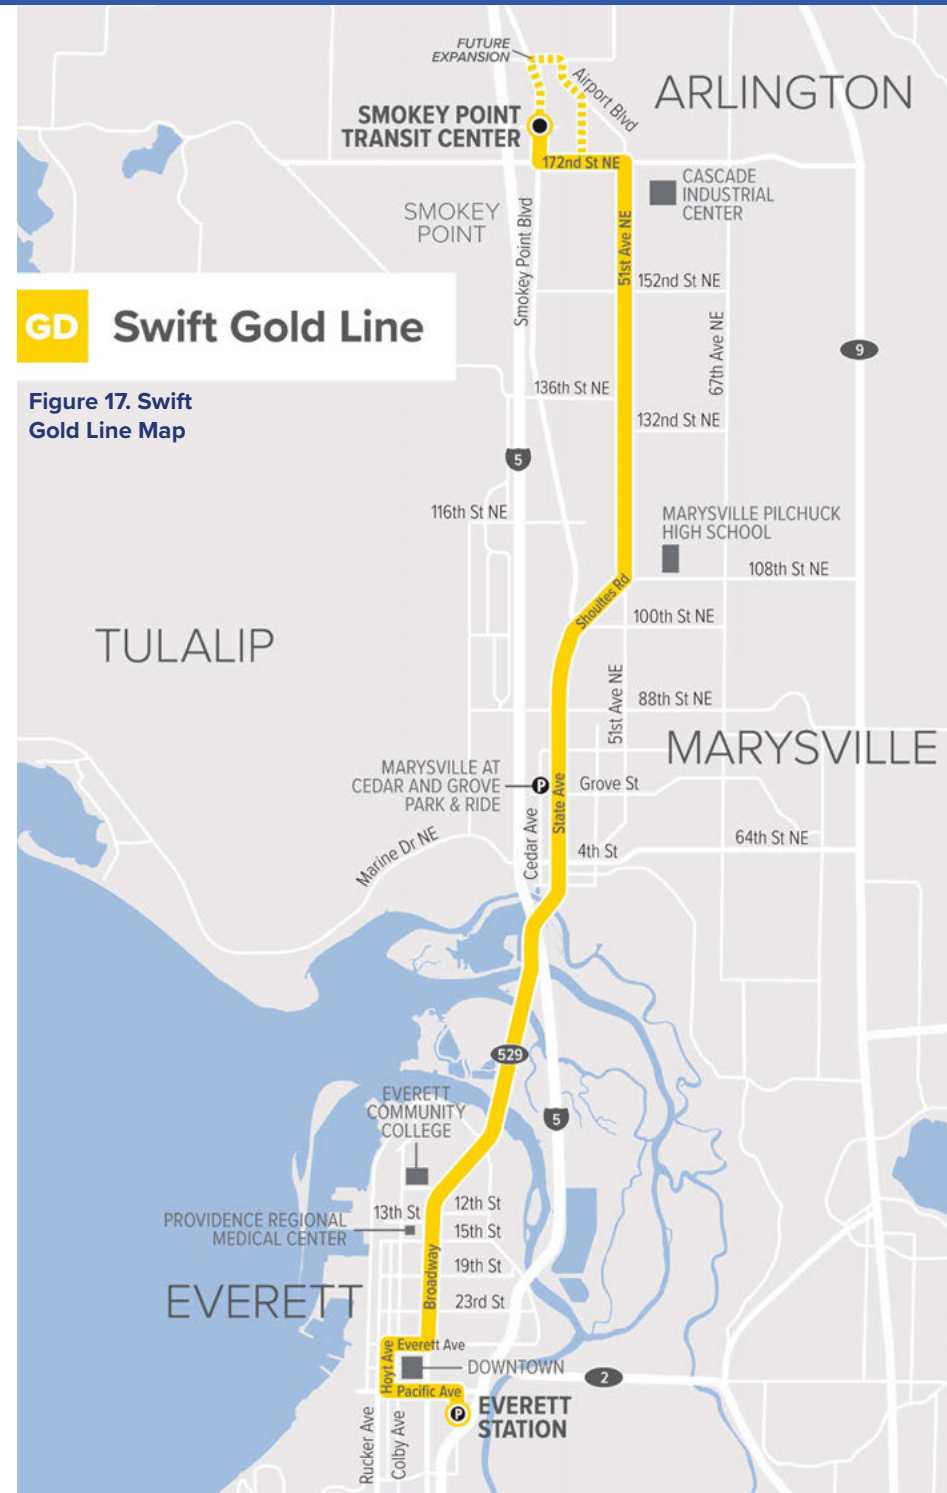 FUTURE
EXPANSION
Airport Blvd
ARLINGTON
SMOKEY POINT
TRANSIT CENTER
172nd St NE
CASCADE
INDUSTRIAL
CENTER
SMOKEY
POINT
Smokey Point Blvd
51st Ave NE
152nd St NE
GD Swift Gold Line
67th Ave NE
9
Figure 17. Swift
Gold Line Map
136th St NE
132nd St NE
5
116th St NE
MARYSVILLE PILCHUCK
HIGH SCHOOL
108th St NE
Shoultes Rd
100th St NE
TULALIP
51st Ave NE
88th St NE
MARYSVILLE
MARYSVILLE AT
CEDAR AND GROVE
PARK & RIDE
P
Grove St
State Ave
Cedar Ave
Marine Dr NE
64th St NE
4th St
529
EVERETT
COMMUNITY
COLLEGE
5
12th St
13th St
PROVIDENCE REGIONAL
MEDICAL CENTER
15th St
19th St
Broadway
EVERETT
23rd St
Everett Ave
Hoyt Ave
DOWNTOWN
2
Pacific Ave
P
EVERETT
STATION
Rucker Ave
Colby Ave